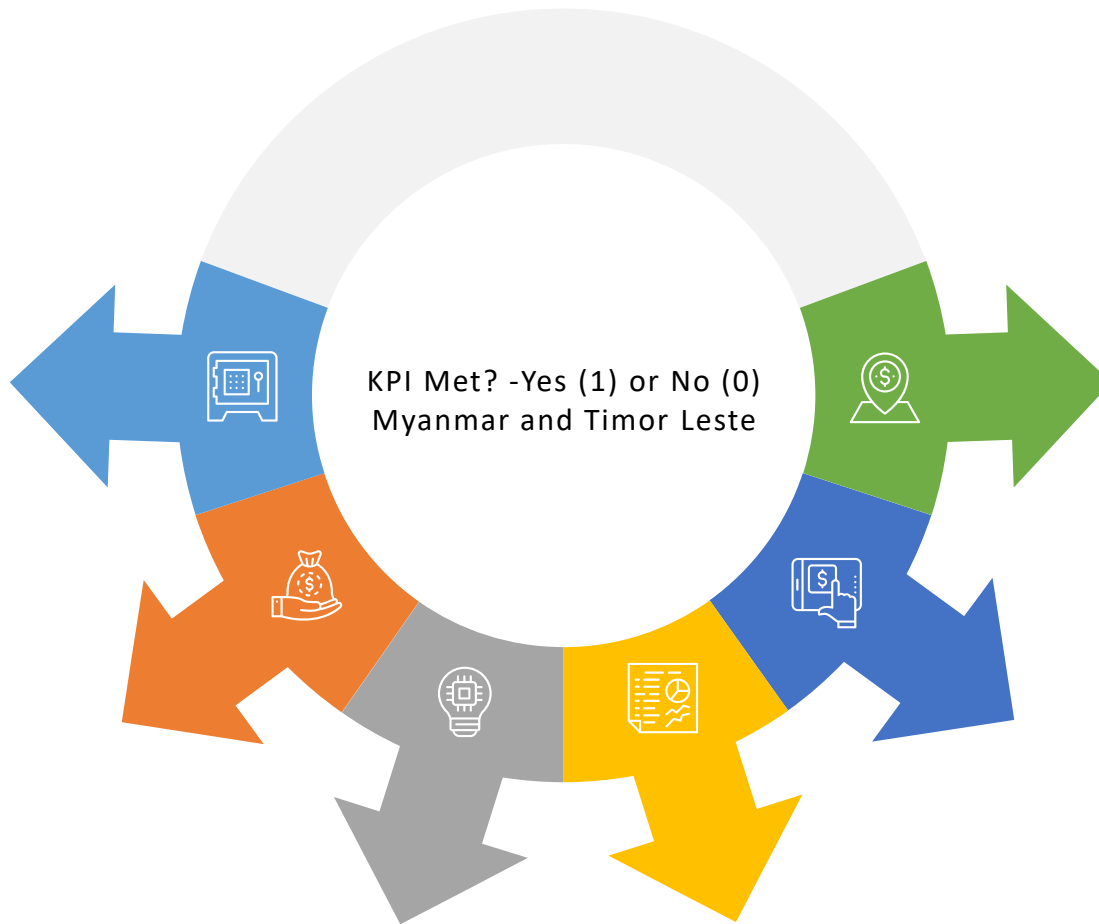 KPI Met? -Yes (1) or No (0)
Myanmar and Timor Leste
$
$
$